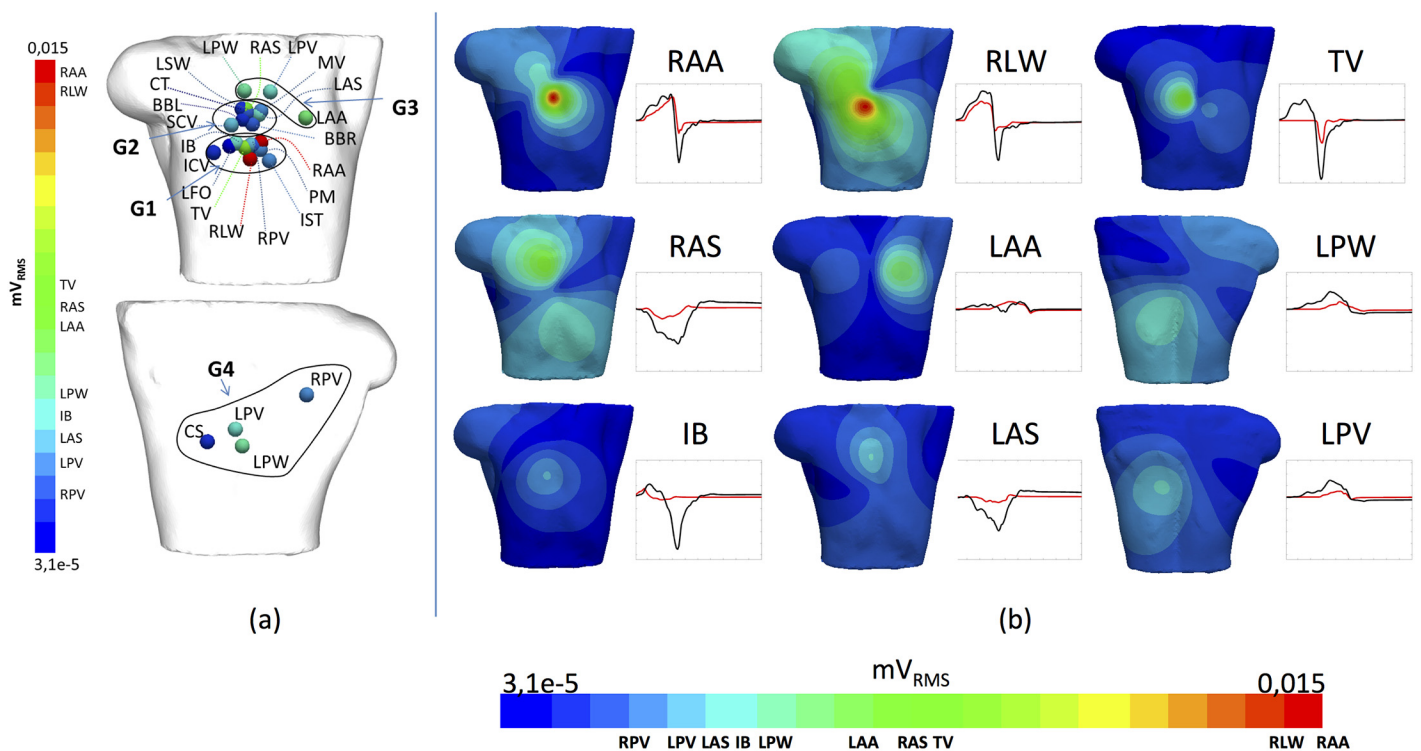 0,015
RAA
RLW
TV
RAS
LAA
LPW
IB
LAS
LPV
RPV
3,1e-5
mV_RMS
LPW RAS LPV
LSW MV
CT LAS
BBL G3
SCV LAA
G2 IB BBR
ICV RAA
LFO PM
G1 TV IST
RLW RPV
G4 RPV
LPV
CS
LPW
(a)
RAA RLW TV
RAS LAA LPW
IB LAS LPV
(b)
mV_RMS
3,1e-5 0,015
RPV LPV LAS IB LPW LAA RAS TV RLW RAA